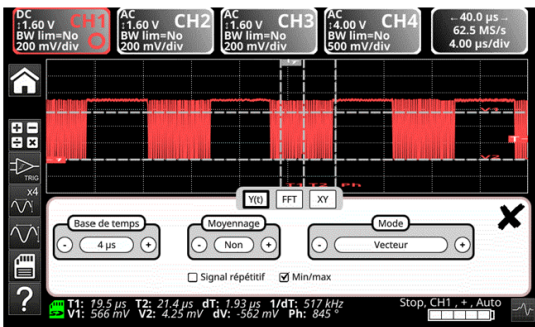 DC CH1
:1.60 V
BW lim=No
200 mV/div
AC CH2
:1.60 V
BW lim=No
200 mV/div
AC CH3
:1.60 V
BW lim=No
200 mV/div
AC CH4
:4.00 V
BW lim=No
500 mV/div
←40.0 µs→
62.5 MS/s
4.00 µs/div
TRIG
x4
T1 T2 Ph
Y(t) FFT XY
Base de temps
- 4 µs +
Moyennage
- Non +
Mode
- Vecteur +
Signal répétitif Min/max
T1: 19.5 µs T2: 21.4 µs dT: 1.93 µs 1/dT: 517 kHz
V1: 566 mV V2: 4.25 mV dV: -562 mV Ph: 845 °
Stop, CH1 , + , Auto